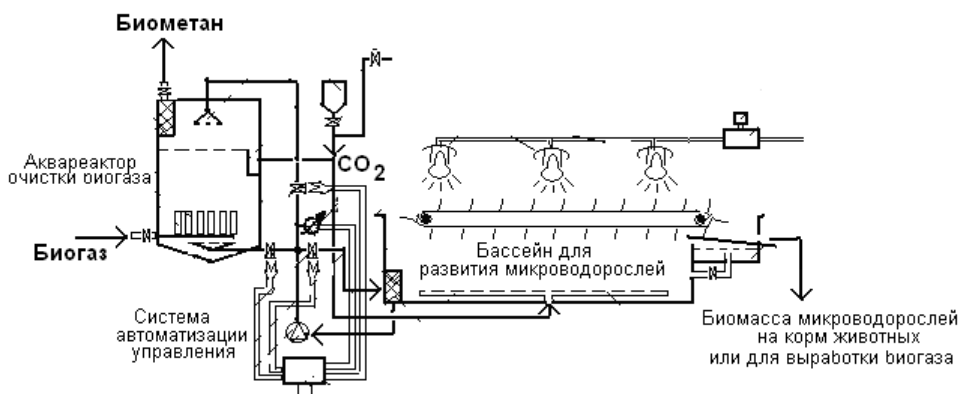 Биометан
Аквареактор
очистки биогаза
CO2
Биогаз
Бассейн для
развития микроводорослей
Система
автоматизации
управления
Биомасса микроводорослей
на корм животных
или для выработки биогаза